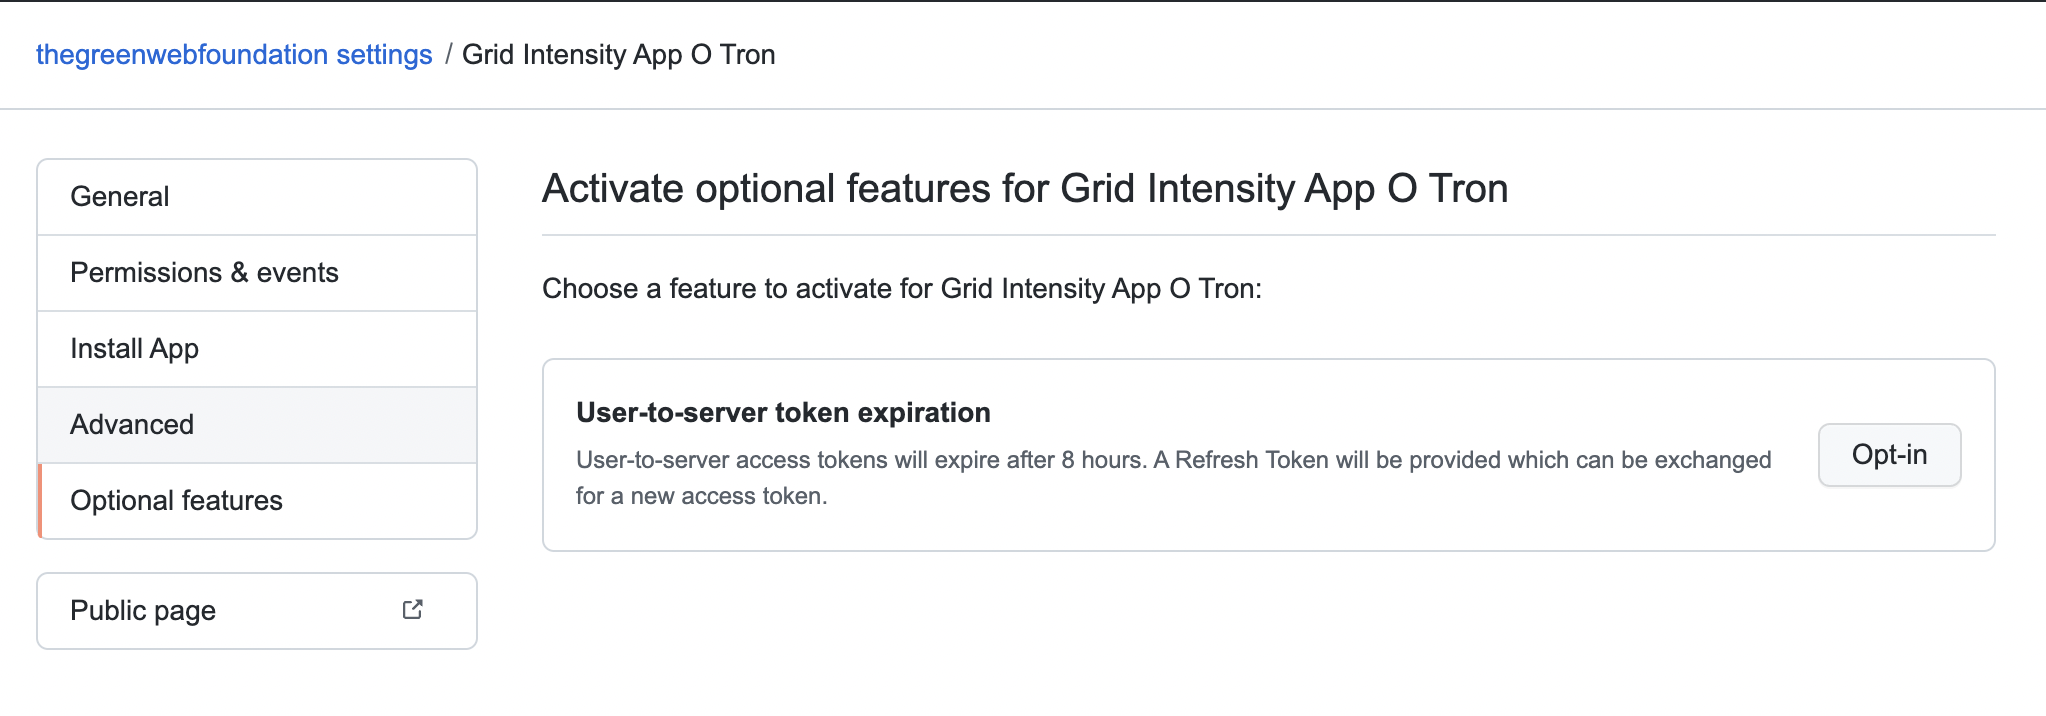 thegreenwebfoundation settings / Grid Intensity App O Tron
General
Permissions & events
Install App
Advanced
Optional features
Public page
Activate optional features for Grid Intensity App O Tron
Choose a feature to activate for Grid Intensity App O Tron:
User-to-server token expiration
User-to-server access tokens will expire after 8 hours. A Refresh Token will be provided which can be exchanged
for a new access token.
Opt-in